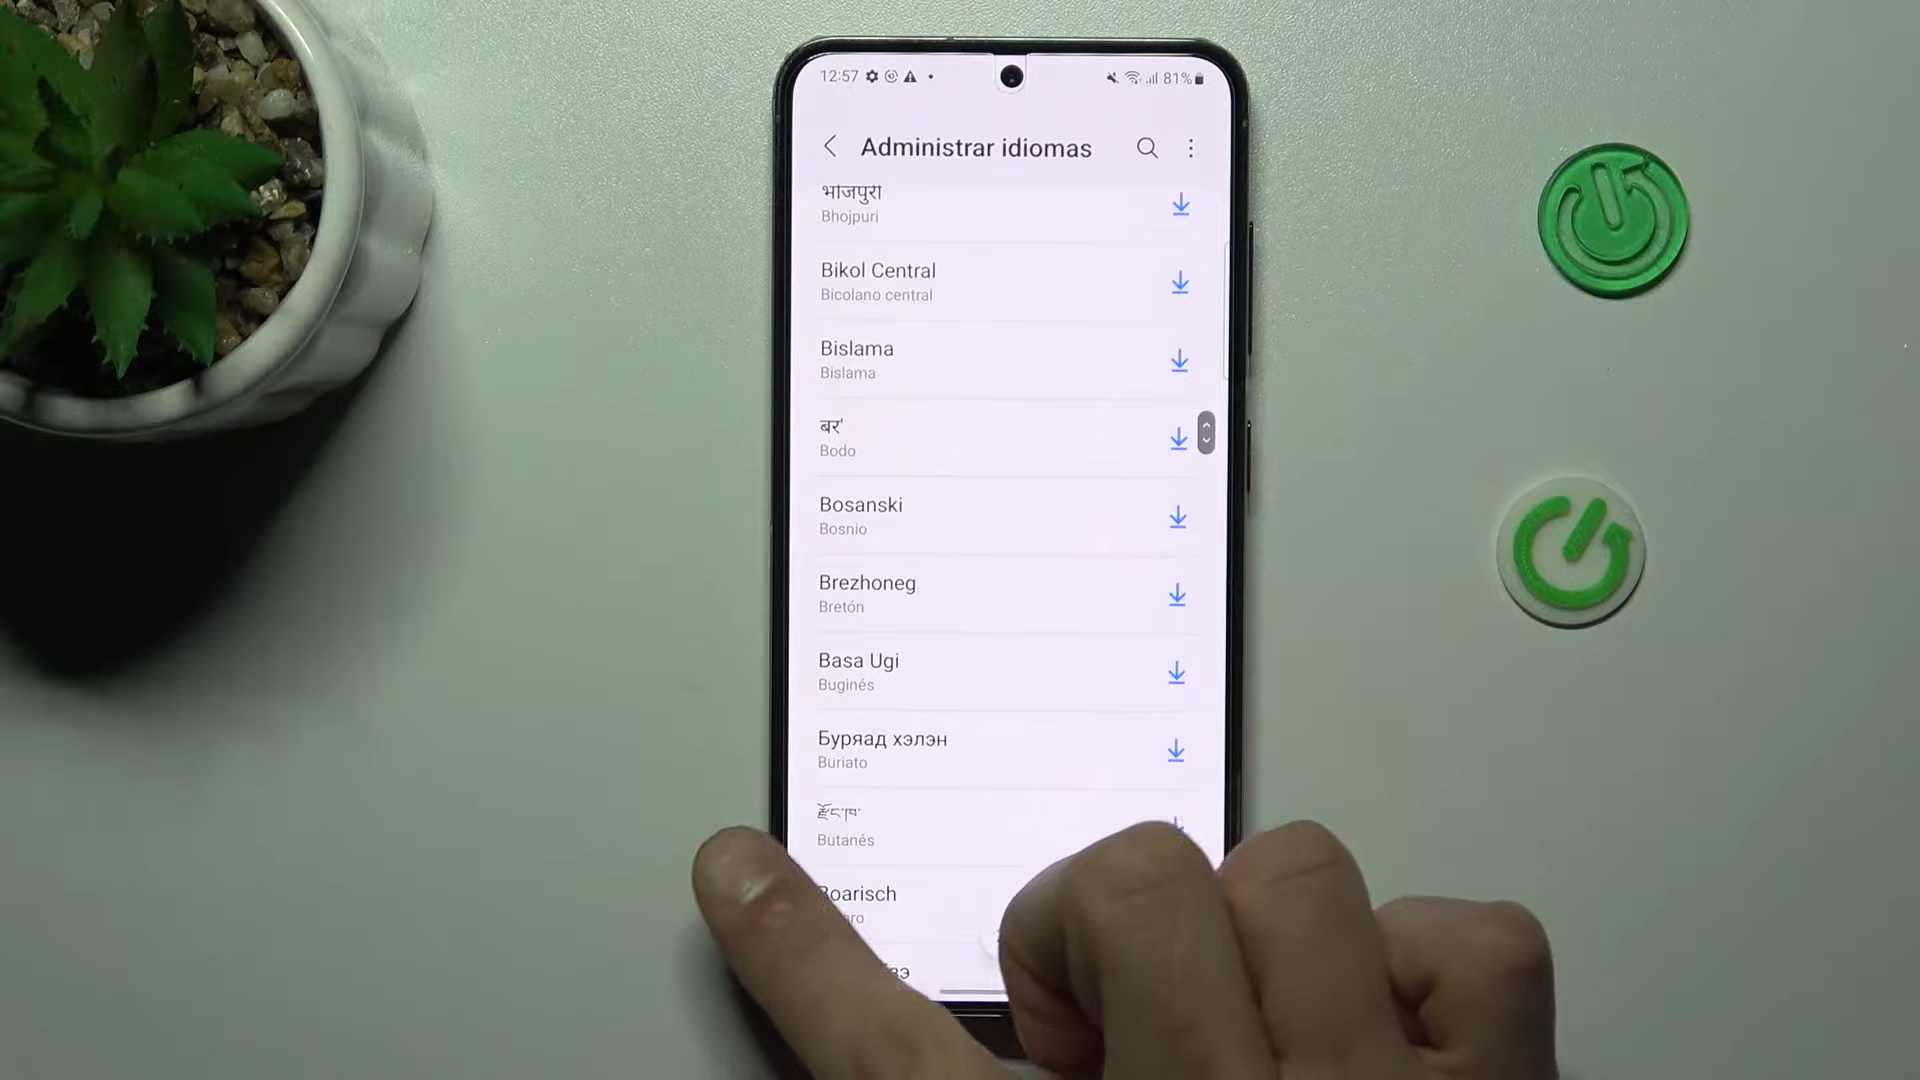 12:57
81%
Administrar idiomas
भोजपुरी
Bhojpuri
Bikol Central
Bicolano central
Bislama
Bislama
बर'
Bodo
Bosanski
Bosnio
Brezhoneg
Bretón
Basa Ugi
Buginés
Буряад хэлэн
Buriato
རྫོང་ཁ་
Butanés
Boarisch